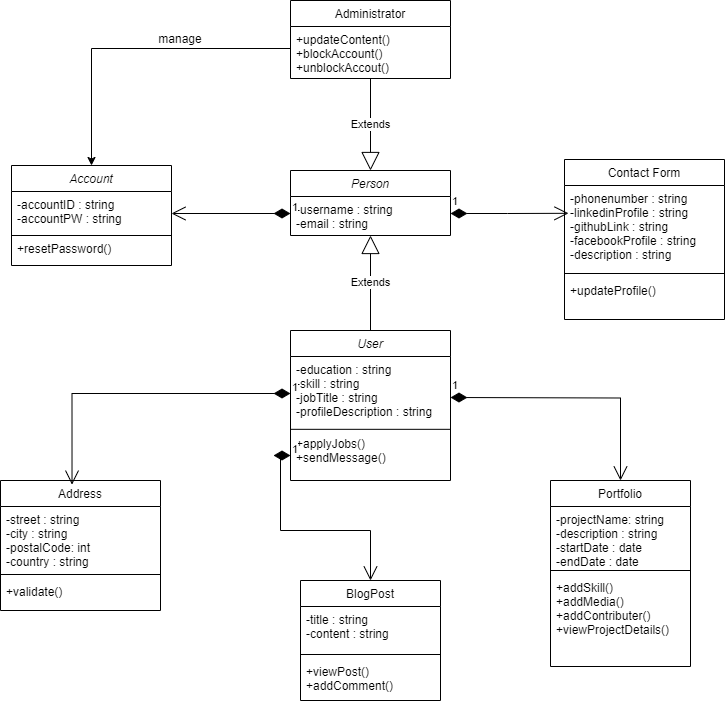 Administrator
+updateContent()
+blockAccount()
+unblockAccout()
manage
Extends
Account
-accountID : string
-accountPW : string
+resetPassword()
Person
-username : string
-email : string
1
1
Contact Form
-phonenumber : string
-linkedinProfile : string
-githubLink : string
-facebookProfile : string
-description : string
+updateProfile()
Extends
User
-education : string
-skill : string
-jobTitle : string
-profileDescription : string
+applyJobs()
+sendMessage()
1
1
1
Address
-street : string
-city : string
-postalCode: int
-country : string
+validate()
Portfolio
-projectName: string
-description : string
-startDate : date
-endDate : date
+addSkill()
+addMedia()
+addContributer()
+viewProjectDetails()
BlogPost
-title : string
-content : string
+viewPost()
+addComment()